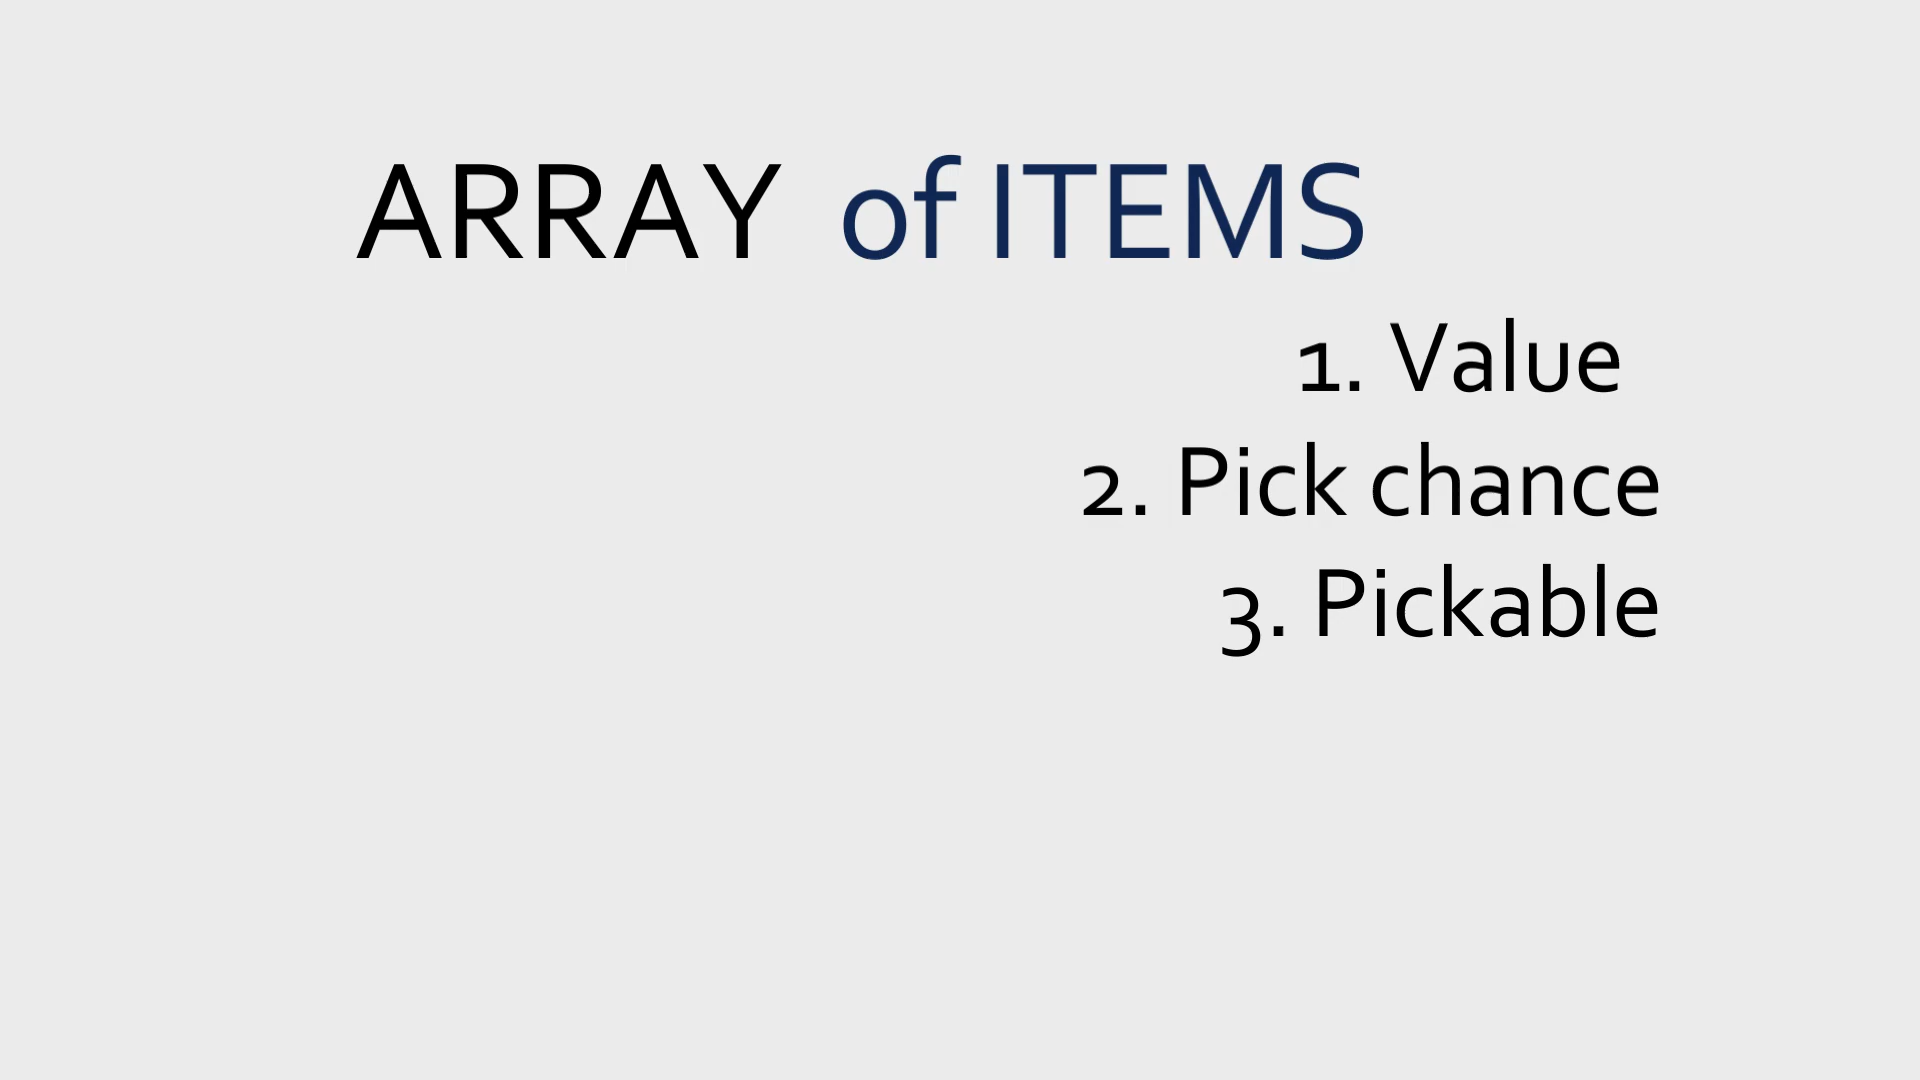 ARRAY of ITEMS
1. Value
2. Pick chance
3. Pickable